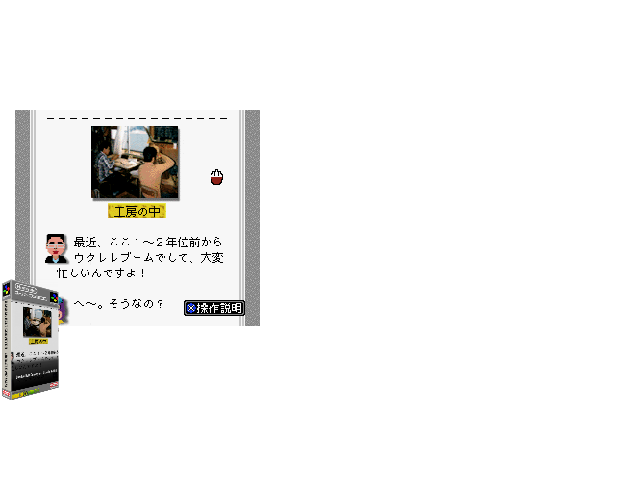 工房の中
最近、ここ1～2年位前から
ウクレレブームでして、大変
忙しいんですよ！
へ～。そうなの？
操作説明